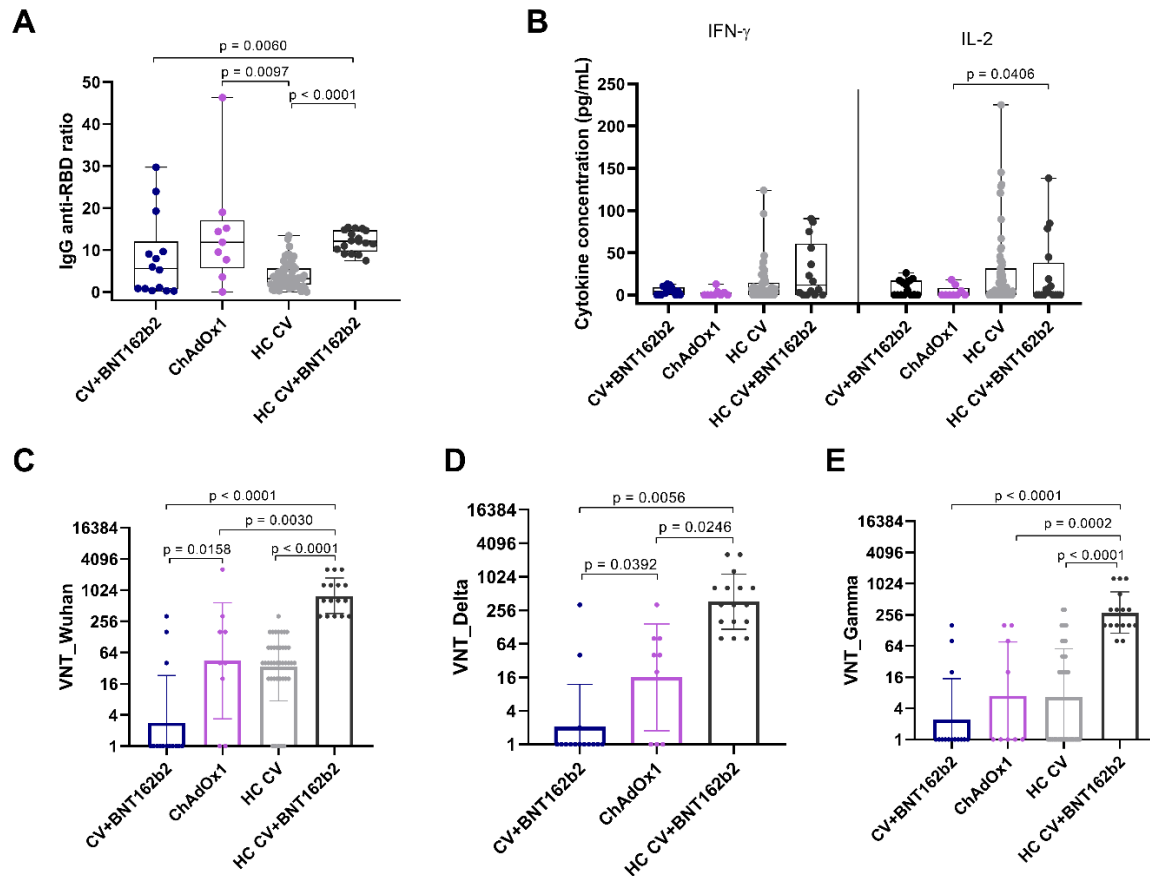 A
p = 0.0060
p = 0.0097
p < 0.0001
IgG anti-RBD ratio
50
40
30
20
10
0
CV+BNT162b2
ChAdOx1
HC CV
HC CV+BNT162b2
B
IFN-γ
IL-2
p = 0.0406
Cytokine concentration (pg/mL)
250
200
150
100
50
0
CV+BNT162b2
ChAdOx1
HC CV
HC CV+BNT162b2
CV+BNT162b2
ChAdOx1
HC CV
HC CV+BNT162b2
C
p < 0.0001
p = 0.0030
p = 0.0158
p < 0.0001
VNT_Wuhan
16384
4096
1024
256
64
16
4
1
CV+BNT162b2
ChAdOx1
HC CV
HC CV+BNT162b2
D
p = 0.0056
p = 0.0246
p = 0.0392
VNT_Delta
16384
4096
1024
256
64
16
4
1
CV+BNT162b2
ChAdOx1
HC CV+BNT162b2
E
p < 0.0001
p = 0.0002
p < 0.0001
VNT_Gamma
16384
4096
1024
256
64
16
4
1
CV+BNT162b2
ChAdOx1
HC CV
HC CV+BNT162b2